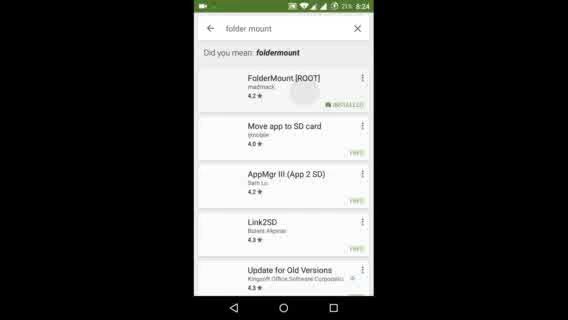 21% 8:24
folder mount
Did you mean: foldermount
FolderMount [ROOT]
madmack
4.2 ★
INSTALLED
Move app to SD card
4.0 ★
FREE
AppMgr III (App 2 SD)
Sam Lu
4.2 ★
FREE
Link2SD
Bülent Akpinar
4.3 ★
FREE
Update for Old Versions
Kingsoft Office Software Corporation
4.3 ★